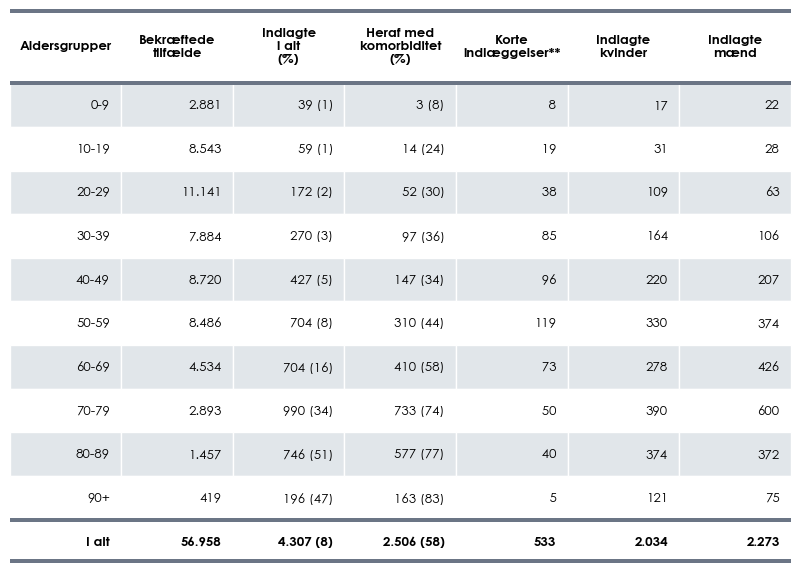 Aldersgrupper Bekræftede tilfælde Indlagte I alt (%) Heraf med komorbiditet (%) Korte indlæggelser** Indlagte kvinder Indlagte mænd
0-9 2.881 39 (1) 3 (8) 8 17 22
10-19 8.543 59 (1) 14 (24) 19 31 28
20-29 11.141 172 (2) 52 (30) 38 109 63
30-39 7.884 270 (3) 97 (36) 85 164 106
40-49 8.720 427 (5) 147 (34) 96 220 207
50-59 8.486 704 (8) 310 (44) 119 330 374
60-69 4.534 704 (16) 410 (58) 73 278 426
70-79 2.893 990 (34) 733 (74) 50 390 600
80-89 1.457 746 (51) 577 (77) 40 374 372
90+ 419 196 (47) 163 (83) 5 121 75
I alt 56.958 4.307 (8) 2.506 (58) 533 2.034 2.273